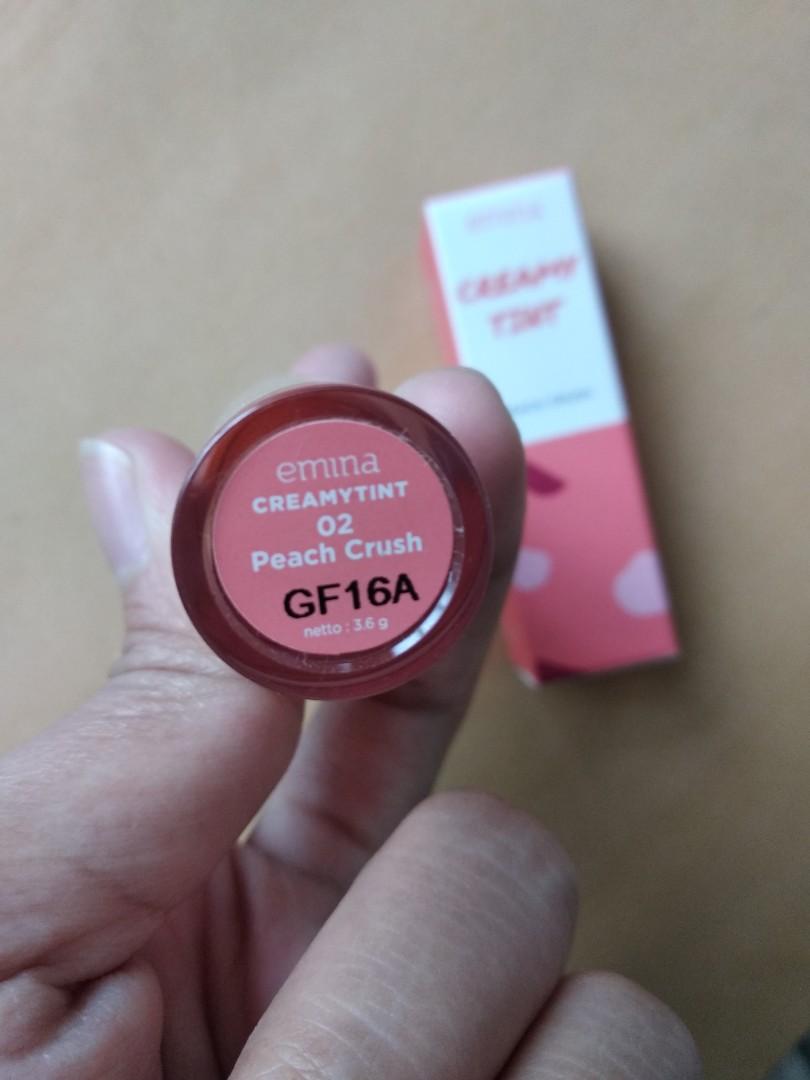 emina
CREAMYTINT
02
Peach Crush
GF16A
netto : 3.6 g
emina
CREAMY
TINT